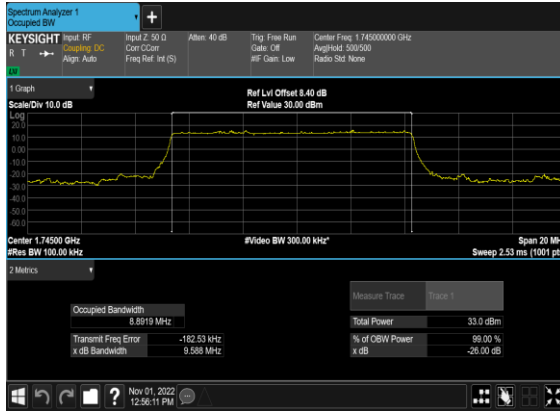 Spectrum Analyzer 1
Occupied BW
KEYSIGHT
R T
LV
Input: RF
Coupling: DC
Align: Auto
Input Z: 50 Ω
Corr CCorr
Freq Ref: Int (S)
Atten: 40 dB
Trig: Free Run
Gate: Off
#IF Gain: Low
Center Freq: 1.745000000 GHz
Avg|Hold: 500/500
Radio Std: None
1 Graph
Scale/Div 10.0 dB
Ref Lvl Offset 8.40 dB
Ref Value 30.00 dBm
Log
20.0
10.0
0.00
-10.0
-20.0
-30.0
-40.0
-50.0
-60.0
Center 1.74500 GHz
#Res BW 100.00 kHz
#Video BW 300.00 kHz*
Span 20 MH
Sweep 2.53 ms (1001 pt
2 Metrics
Measure Trace
Trace 1
Occupied Bandwidth
8.8919 MHz
Total Power
33.0 dBm
Transmit Freq Error
-182.53 kHz
% of OBW Power
99.00 %
x dB Bandwidth
9.588 MHz
x dB
-26.00 dB
?
Nov 01, 2022
12:56:11 PM